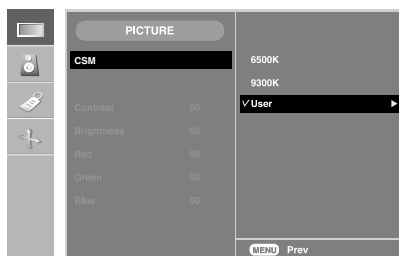 PICTURE
CSM
6500K
9300K
✓ User ▶
Contrast 50
Brightness 50
Red 50
Green 50
Blue 50
MENU Prev